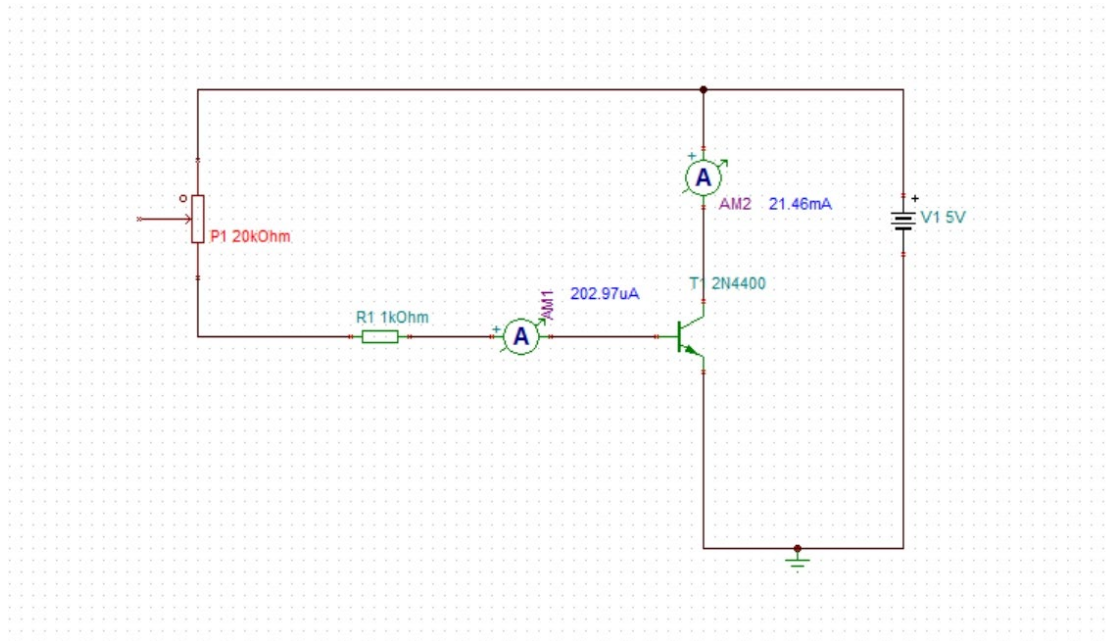 +
A
AM2 21.46mA
+
V1 5V
P1 20kOhm
T1 2N4400
202.97uA
AM1
R1 1kOhm
+
A